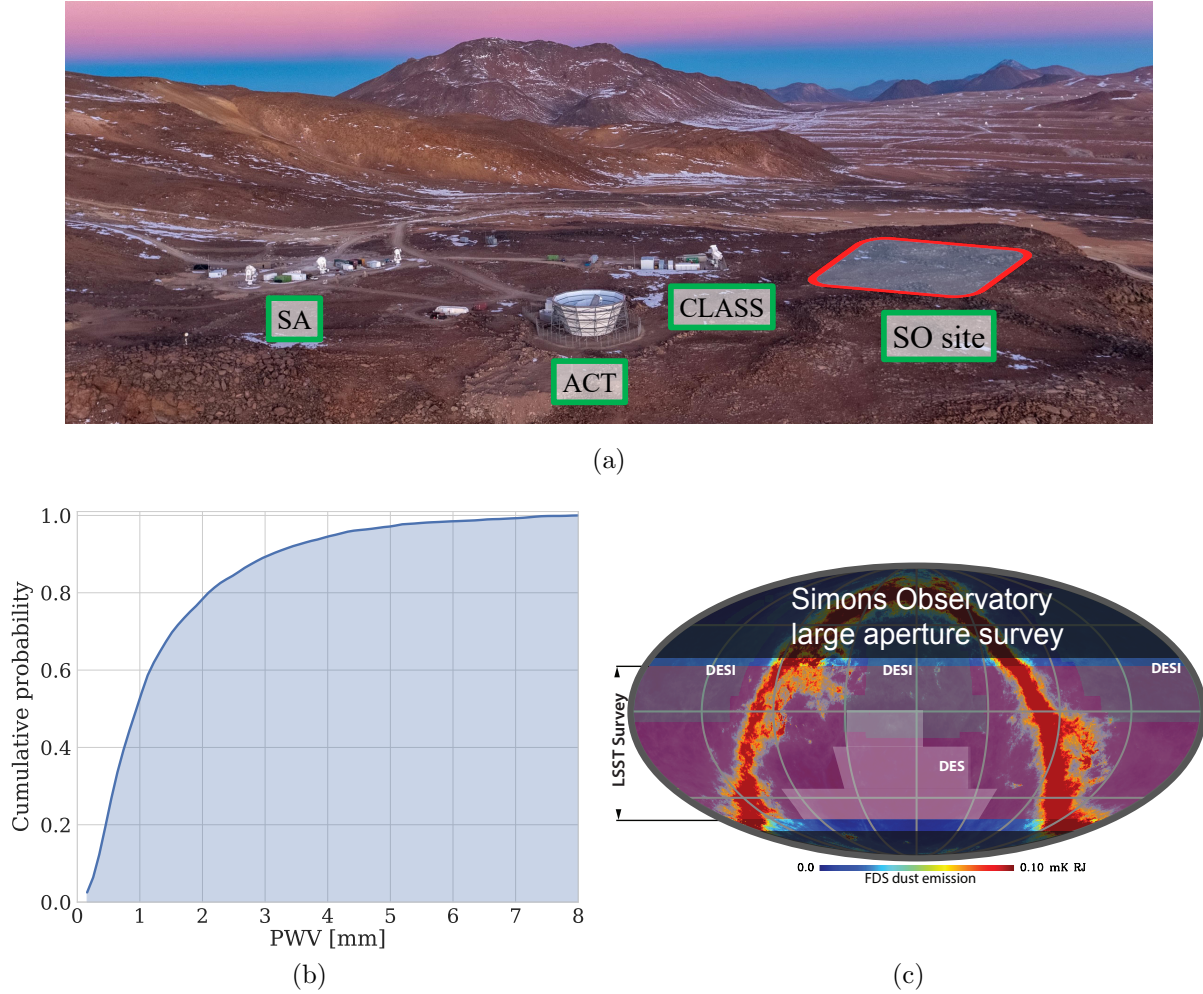 SA
ACT
CLASS
SO site
(a)
Cumulative probability
1.0
0.8
0.6
0.4
0.2
0.0
0 1 2 3 4 5 6 7 8
PWV [mm]
(b)
Simons Observatory
large aperture survey
DESI DESI DESI
LSST Survey
DES
0.0 0.10 mK RJ
FDS dust emission
(c)